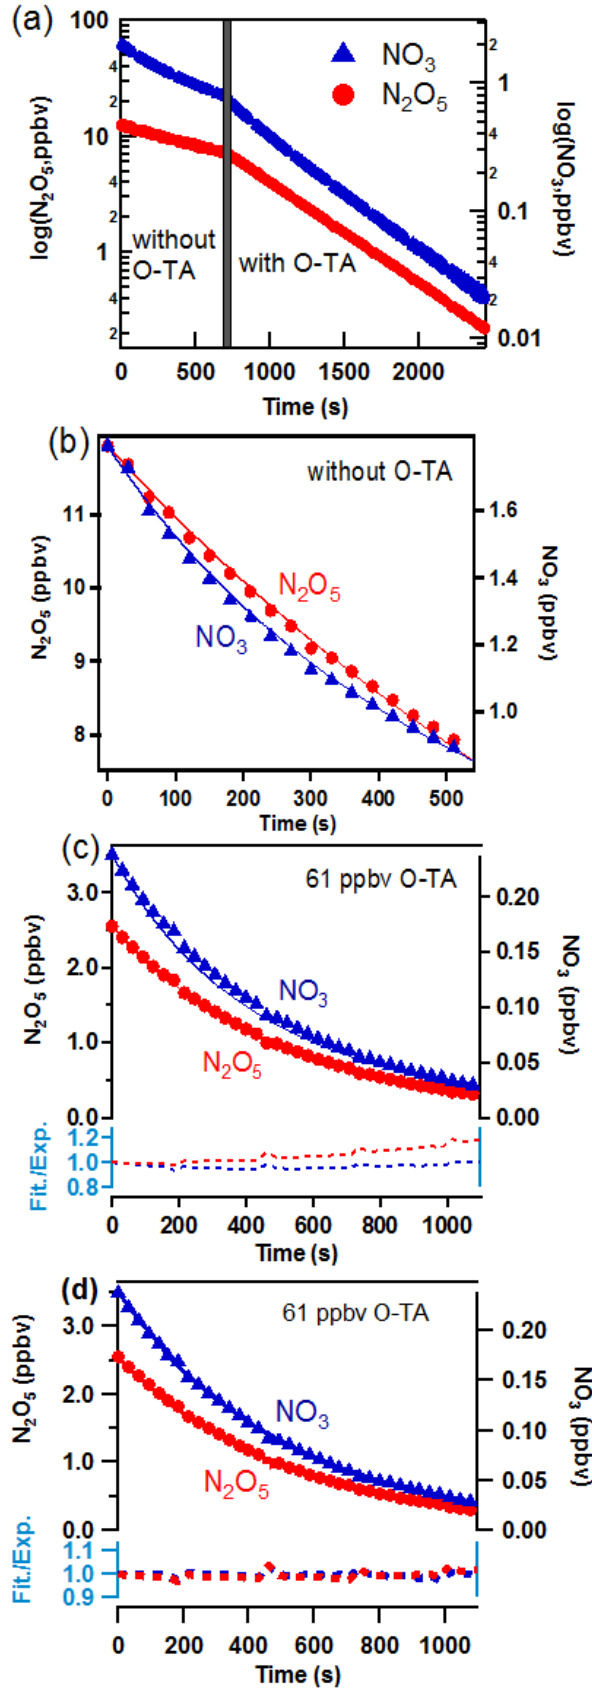 (a)
100
4
2
10
4
2
1
4
2
log(N₂O₅,ppbv)
NO₃
N₂O₅
without
O-TA
with O-TA
2
1
4
2
0.1
4
2
0.01
log(NO₃,ppbv)
0 500 1000 1500 2000
Time (s)
(b)
without O-TA
11
10
9
8
N₂O₅ (ppbv)
N₂O₅
NO₃
1.6
1.4
1.2
1.0
NO₃ (ppbv)
0 100 200 300 400 500
Time (s)
(c)
61 ppbv O-TA
3.0
2.0
1.0
0.0
N₂O₅ (ppbv)
NO₃
N₂O₅
0.20
0.15
0.10
0.05
0.00
NO₃ (ppbv)
1.2
1.0
0.8
Fit./Exp.
0 200 400 600 800 1000
Time (s)
(d)
61 ppbv O-TA
3.0
2.0
1.0
0.0
N₂O₅ (ppbv)
NO₃
N₂O₅
0.20
0.15
0.10
0.05
0.00
NO₃ (ppbv)
1.1
1.0
0.9
Fit./Exp.
0 200 400 600 800 1000
Time (s)